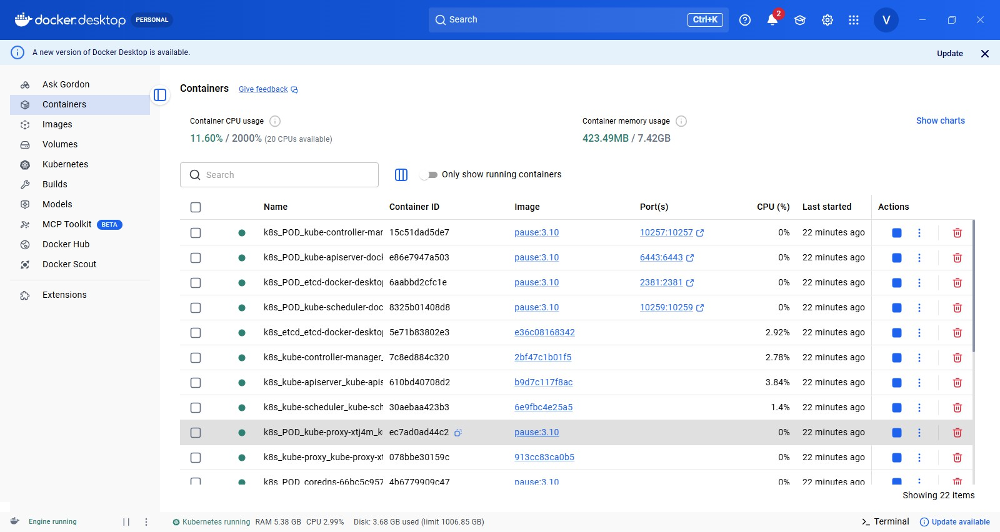 docker.desktop PERSONAL Search Ctrl+K 2 V
A new version of Docker Desktop is available. Update
Ask Gordon
Containers
Images
Volumes
Kubernetes
Builds
Models
MCP Toolkit BETA
Docker Hub
Docker Scout
Extensions
Containers Give feedback
Container CPU usage
11.60% / 2000% (20 CPUs available)
Container memory usage
423.49MB / 7.42GB
Show charts
Search Only show running containers
Name Container ID Image Port(s) CPU (%) Last started Actions
k8s_POD_kube-controller-mar 15c51dad5de7 pause:3.10 10257:10257 0% 22 minutes ago
k8s_POD_kube-apiserver-dock e86e7947a503 pause:3.10 6443:6443 0% 22 minutes ago
k8s_POD_etcd-docker-desktop 6aabbd2cfc1e pause:3.10 2381:2381 0% 22 minutes ago
k8s_POD_kube-scheduler-doc 8325b01408d8 pause:3.10 10259:10259 0% 22 minutes ago
k8s_etcd_etcd-docker-desktop 5e71b83802e3 e36c08168342 2.92% 22 minutes ago
k8s_kube-controller-manager_ 7c8ed884c320 2bf47c1b01f5 2.78% 22 minutes ago
k8s_kube-apiserver_kube-apis 610bd40708d2 b9d7c117f8ac 3.84% 22 minutes ago
k8s_kube-scheduler_kube-sch 30aebaa423b3 6e9fbc4e25a5 1.4% 22 minutes ago
k8s_POD_kube-proxy-xtj4m_k ec7ad0ad44c2 pause:3.10 0% 22 minutes ago
k8s_kube-proxy_kube-proxy-xt 078bbe30159c 913cc83ca0b5 0% 22 minutes ago
k8s_POD_coredns-66bc5c957 4b6779909c47 pause:3.10 0% 22 minutes ago
Showing 22 items
Engine running Kubernetes running RAM 5.38 GB CPU 2.99% Disk: 3.68 GB used (limit 1006.85 GB) Terminal Update available